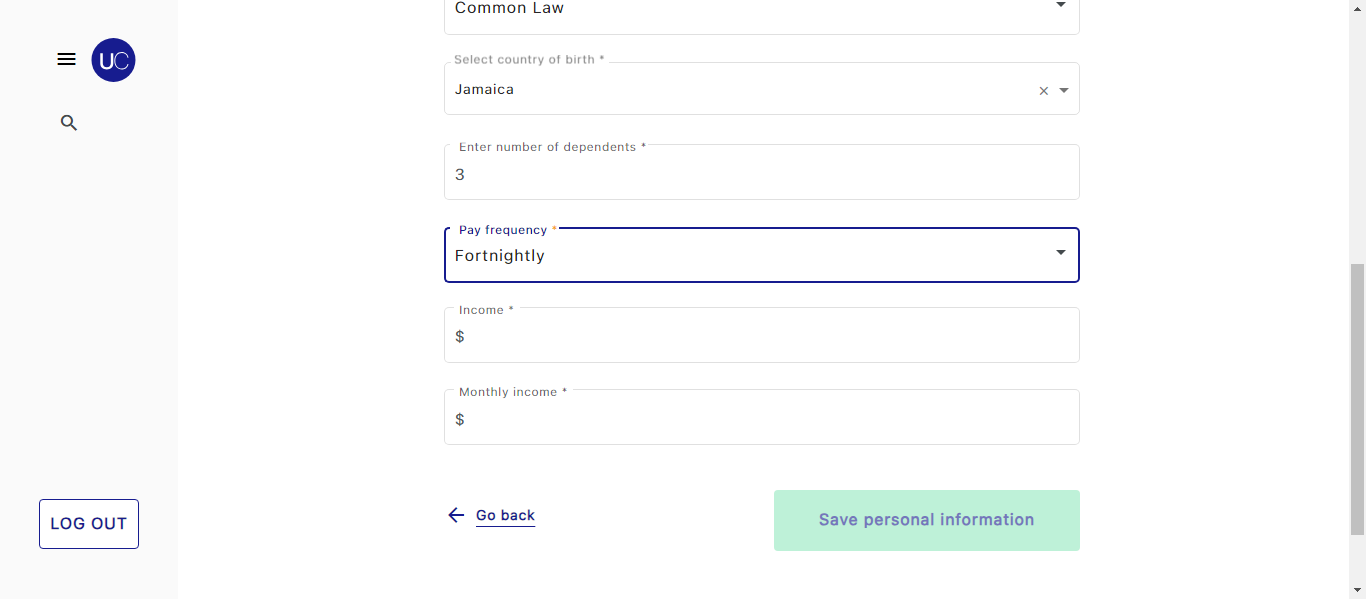 Common Law
UC
Select country of birth *
Jamaica
Enter number of dependents *
3
Pay frequency *
Fortnightly
Income *
$
Monthly income *
$
Go back
Save personal information
LOG OUT